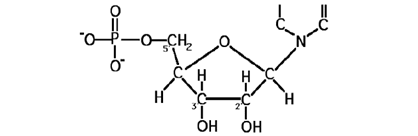 O C C
⁻O P O CH₂ O N
5
O⁻ C H H C
H 3 C C 2 H
OH OH